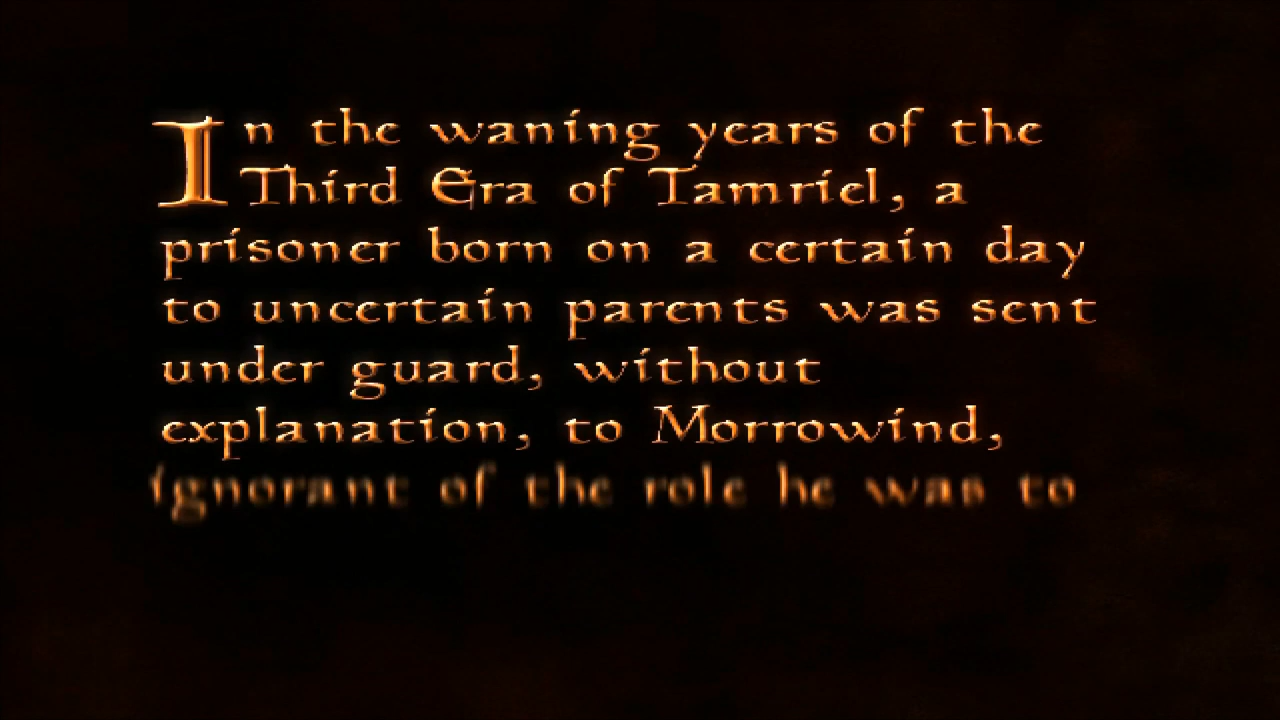 In the waning years of the
Third Era of Tamriel, a
prisoner born on a certain day
to uncertain parents was sent
under guard, without
explanation, to Morrowind,
ignorant of the role he was to